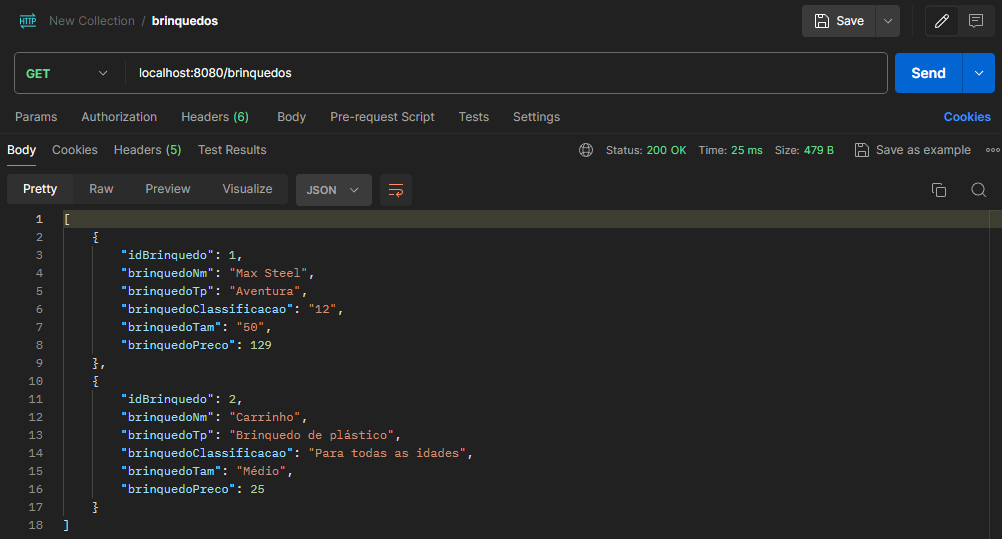 HTTP New Collection / brinquedos Save
GET localhost:8080/brinquedos Send
Params Authorization Headers (6) Body Pre-request Script Tests Settings Cookies
Body Cookies Headers (5) Test Results Status: 200 OK Time: 25 ms Size: 479 B Save as example
Pretty Raw Preview Visualize JSON
1 [
2 {
3 "idBrinquedo": 1,
4 "brinquedoNm": "Max Steel",
5 "brinquedoTp": "Aventura",
6 "brinquedoClassificacao": "12",
7 "brinquedoTam": "50",
8 "brinquedoPreco": 129
9 },
10 {
11 "idBrinquedo": 2,
12 "brinquedoNm": "Carrinho",
13 "brinquedoTp": "Brinquedo de plástico",
14 "brinquedoClassificacao": "Para todas as idades",
15 "brinquedoTam": "Médio",
16 "brinquedoPreco": 25
17 }
18 ]